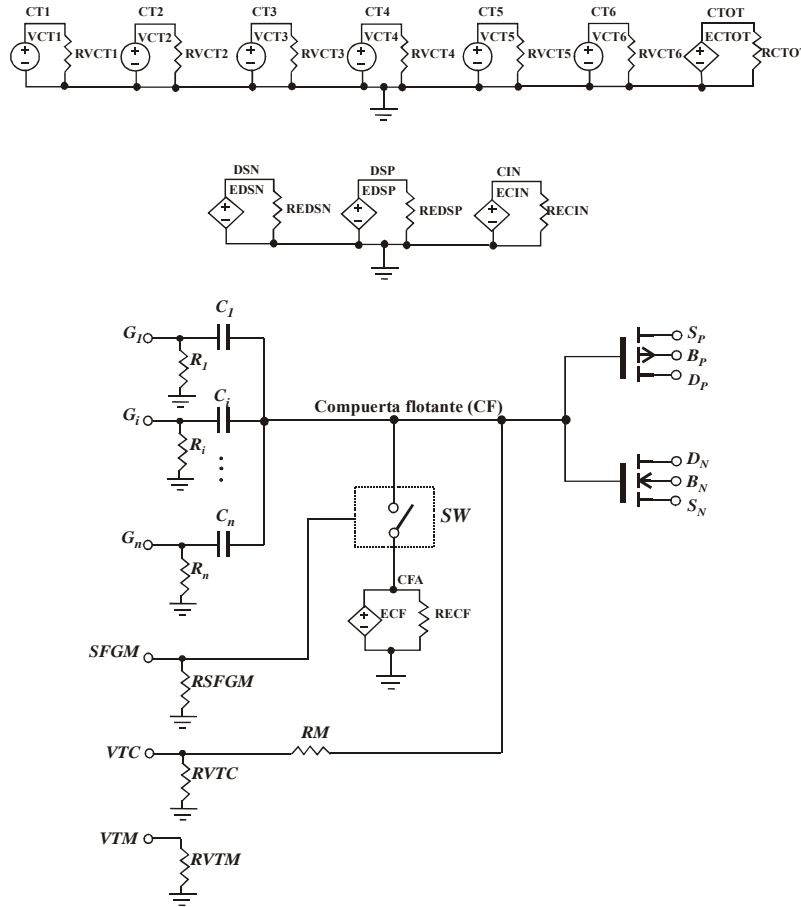 CT1 CT2 CT3 CT4 CT5 CT6 CTOT
VCT1 RVCT1 VCT2 RVCT2 VCT3 RVCT3 VCT4 RVCT4 VCT5 RVCT5 VCT6 RVCT6 ECTOT RCTOT
DSN DSP CIN
EDSN REDSN EDSP REDSP ECIN RECIN
G1 C1
R1
Gi Ci
Ri
Compuerta flotante (CF)
SP
BP
DP
DN
BN
SN
Gn Cn
Rn
SW
CFA
ECF RECF
SFGM
RSFGM
VTC RM
RVTC
VTM
RVTM